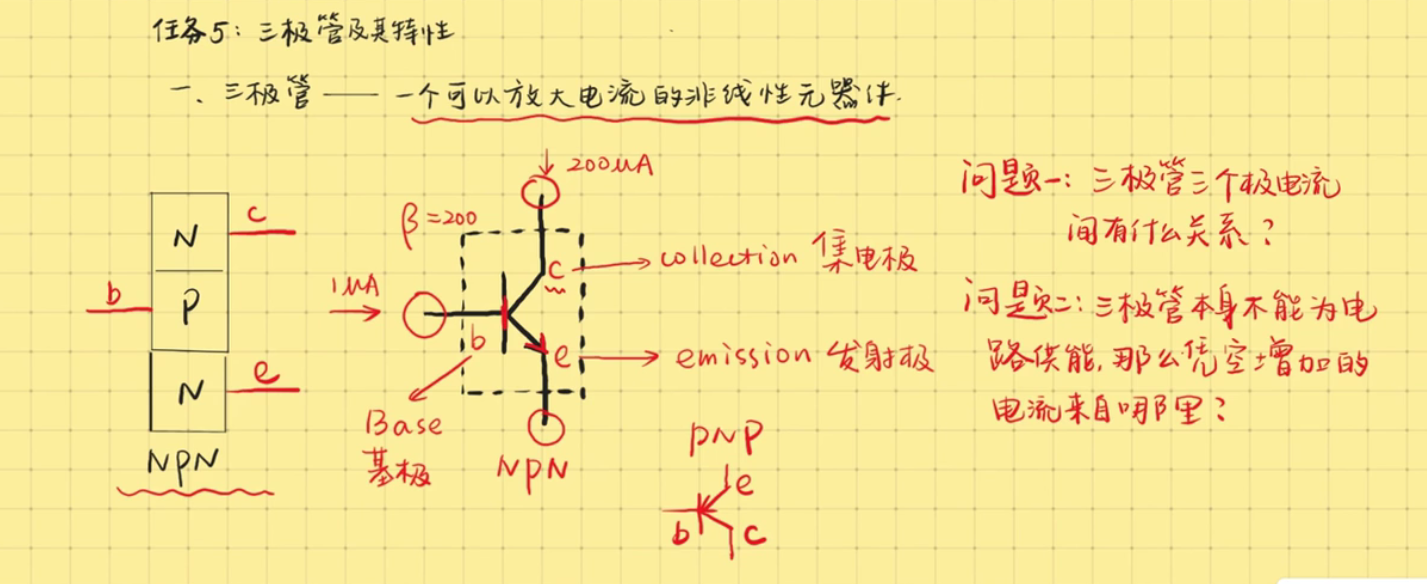 任务5：三极管及其特性
一、三极管 —— 一个可以放大电流的非线性元器件.
N
c
b
P
N
e
NPN
β=200
200μA
1μA
c
collection 集电极
b
e
emission 发射极
Base
基极
NPN
PNP
e
b
c
问题一：三极管三个极电流
间有什么关系？
问题二：三极管本身不能为电
路供能，那么凭空增加的
电流来自哪里？